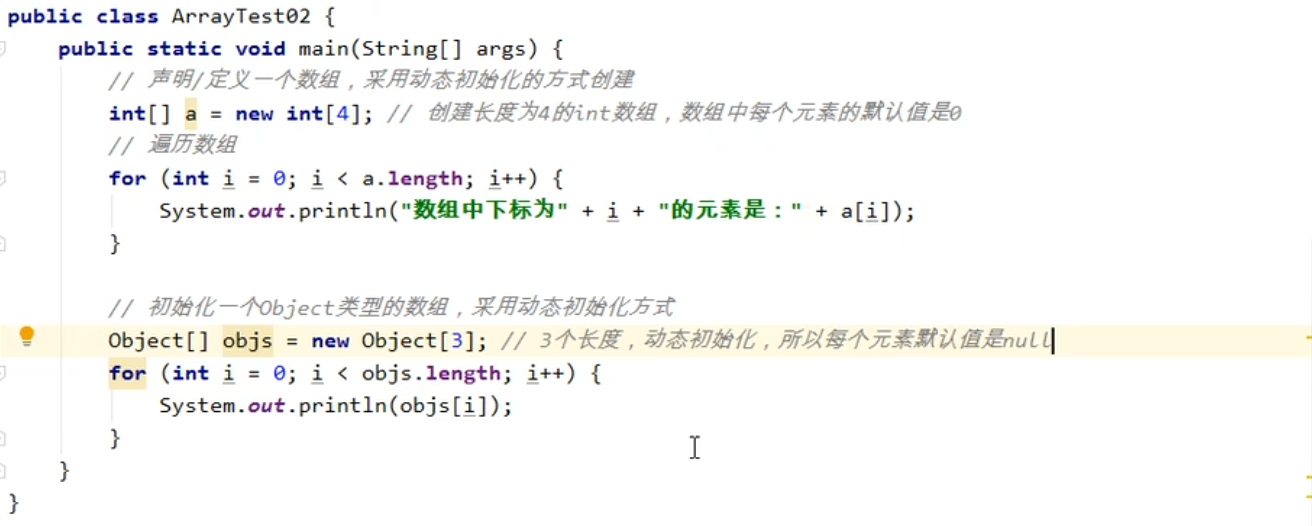 public class ArrayTest02 {
public static void main(String[] args) {
// 声明/定义一个数组，采用动态初始化的方式创建
int[] a = new int[4]; // 创建长度为4的int数组，数组中每个元素的默认值是0
// 遍历数组
for (int i = 0; i < a.length; i++) {
System.out.println("数组中下标为" + i + "的元素是：" + a[i]);
}
// 初始化一个Object类型的数组，采用动态初始化方式
Object[] objs = new Object[3]; // 3个长度，动态初始化，所以每个元素默认值是null
for (int i = 0; i < objs.length; i++) {
System.out.println(objs[i]);
}
}
}